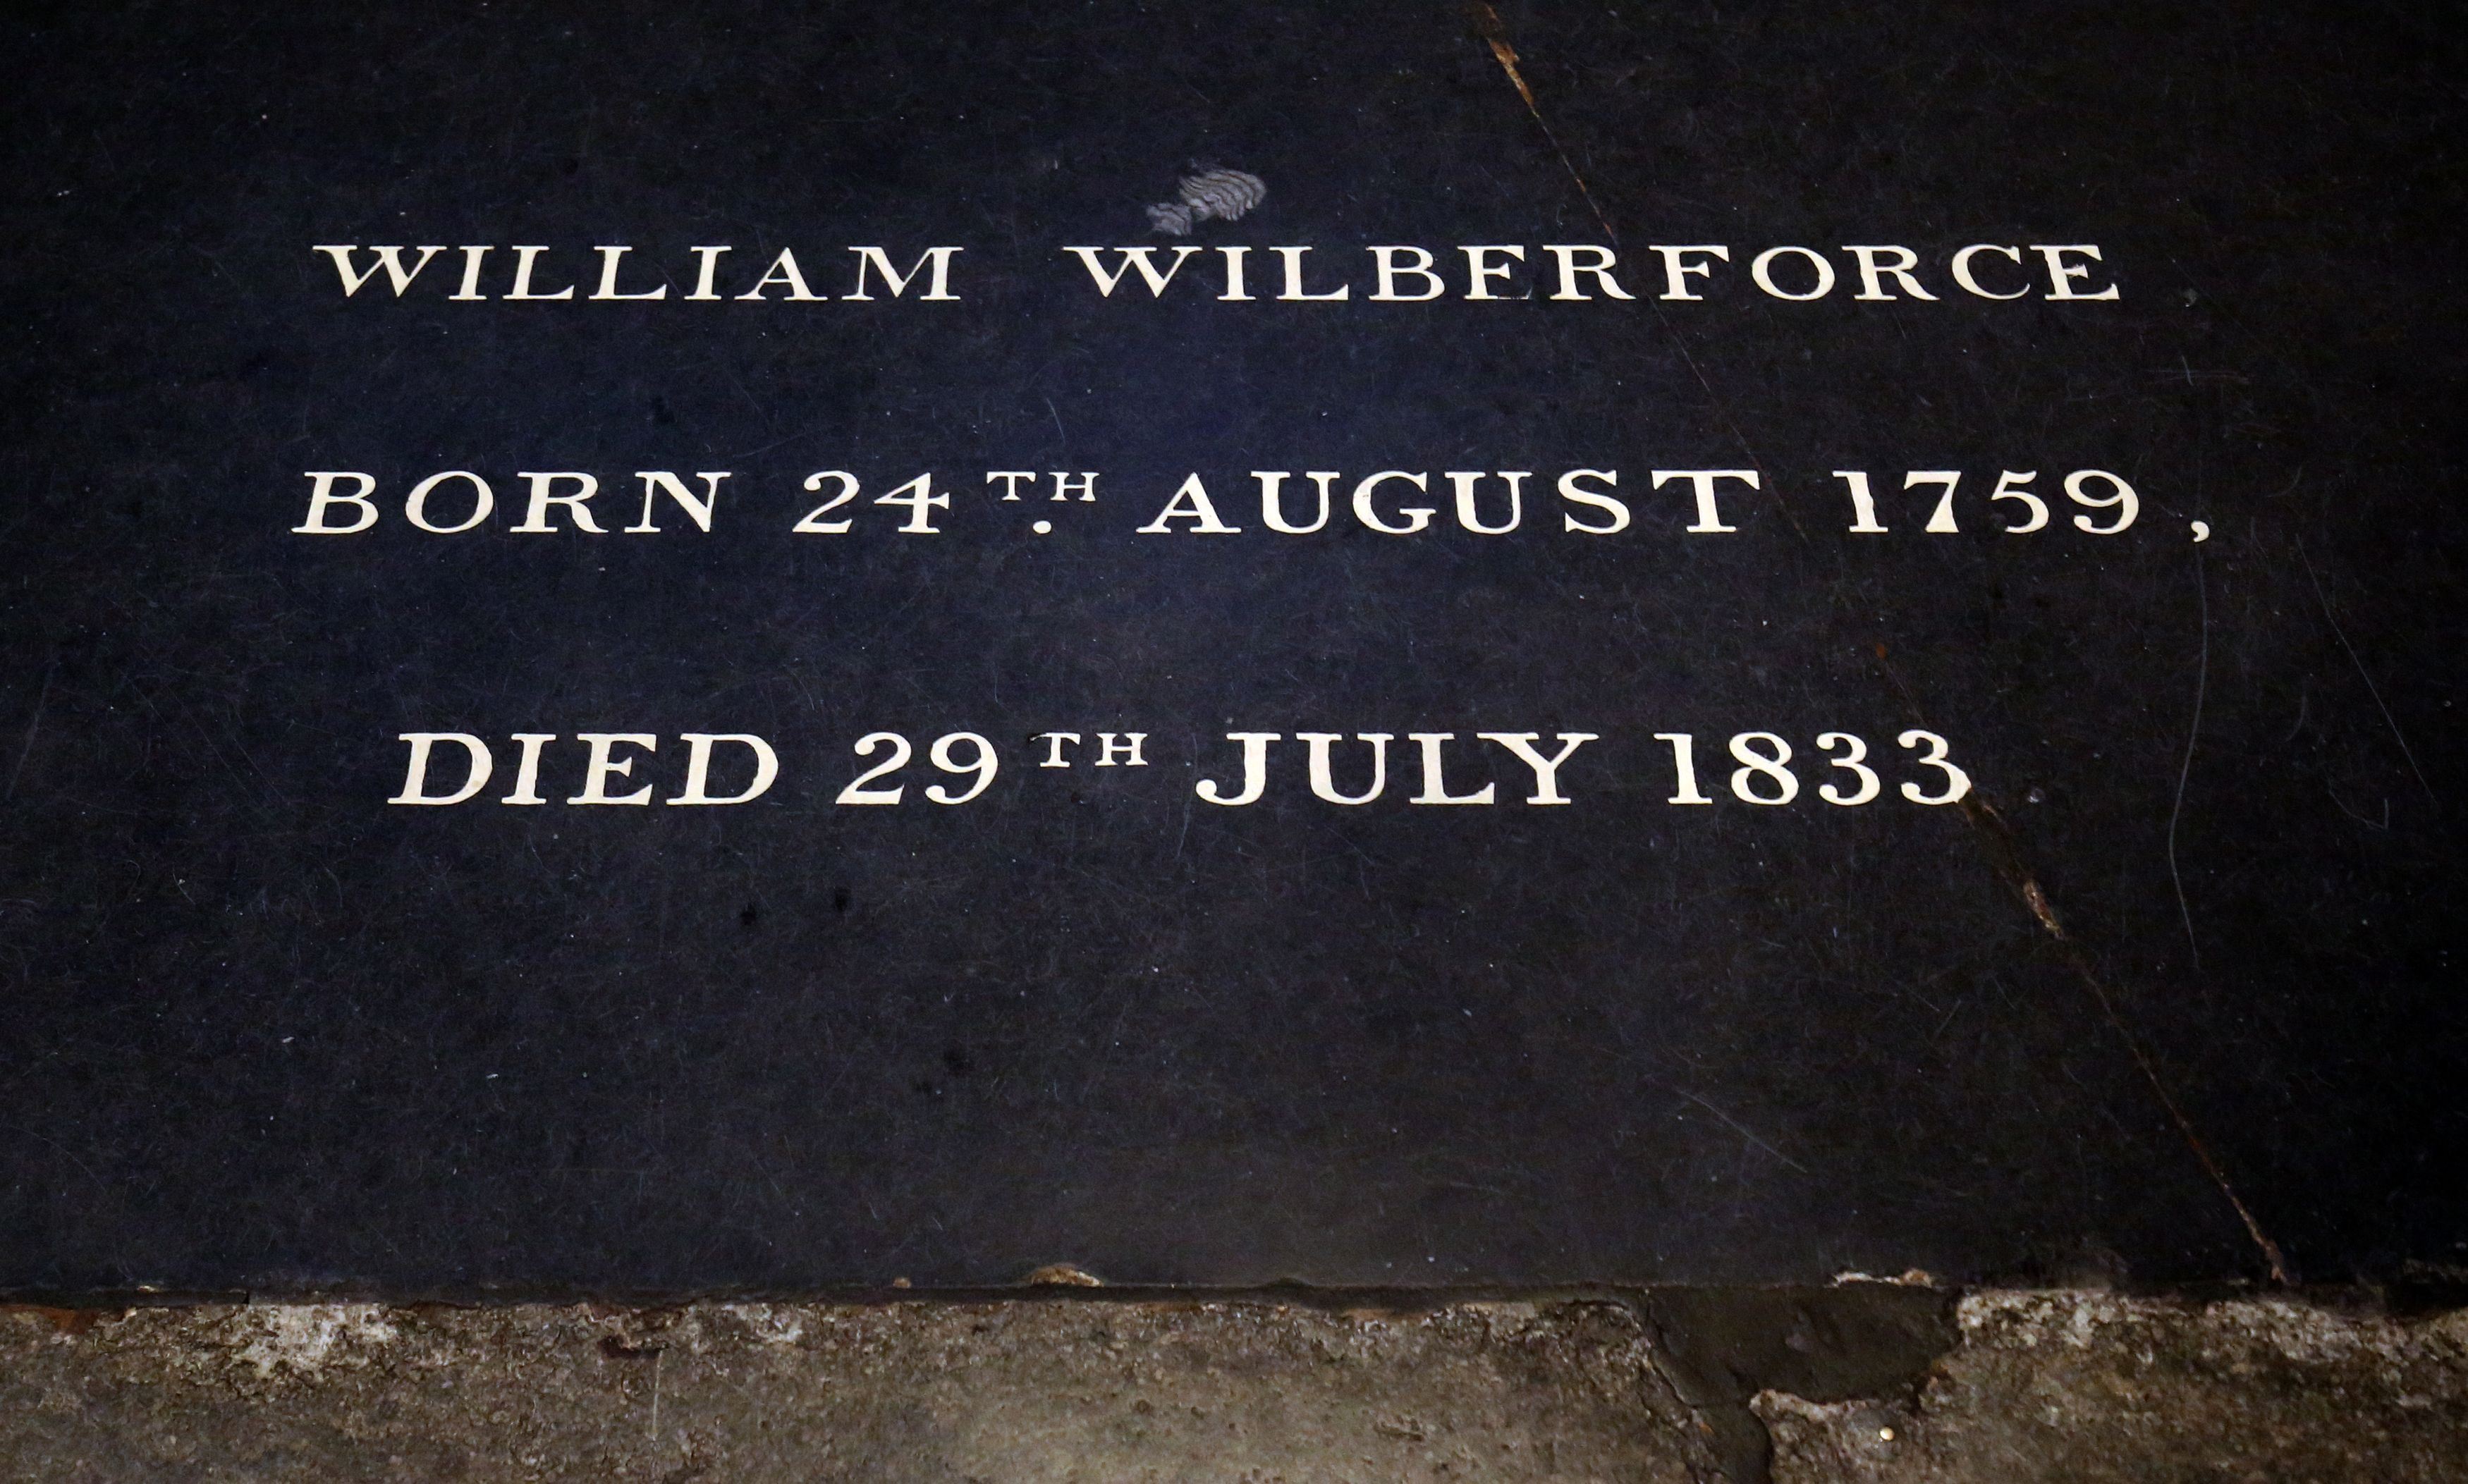 WILLIAM WILBERFORCE
BORN 24TH. AUGUST 1759,
DIED 29TH JULY 1833